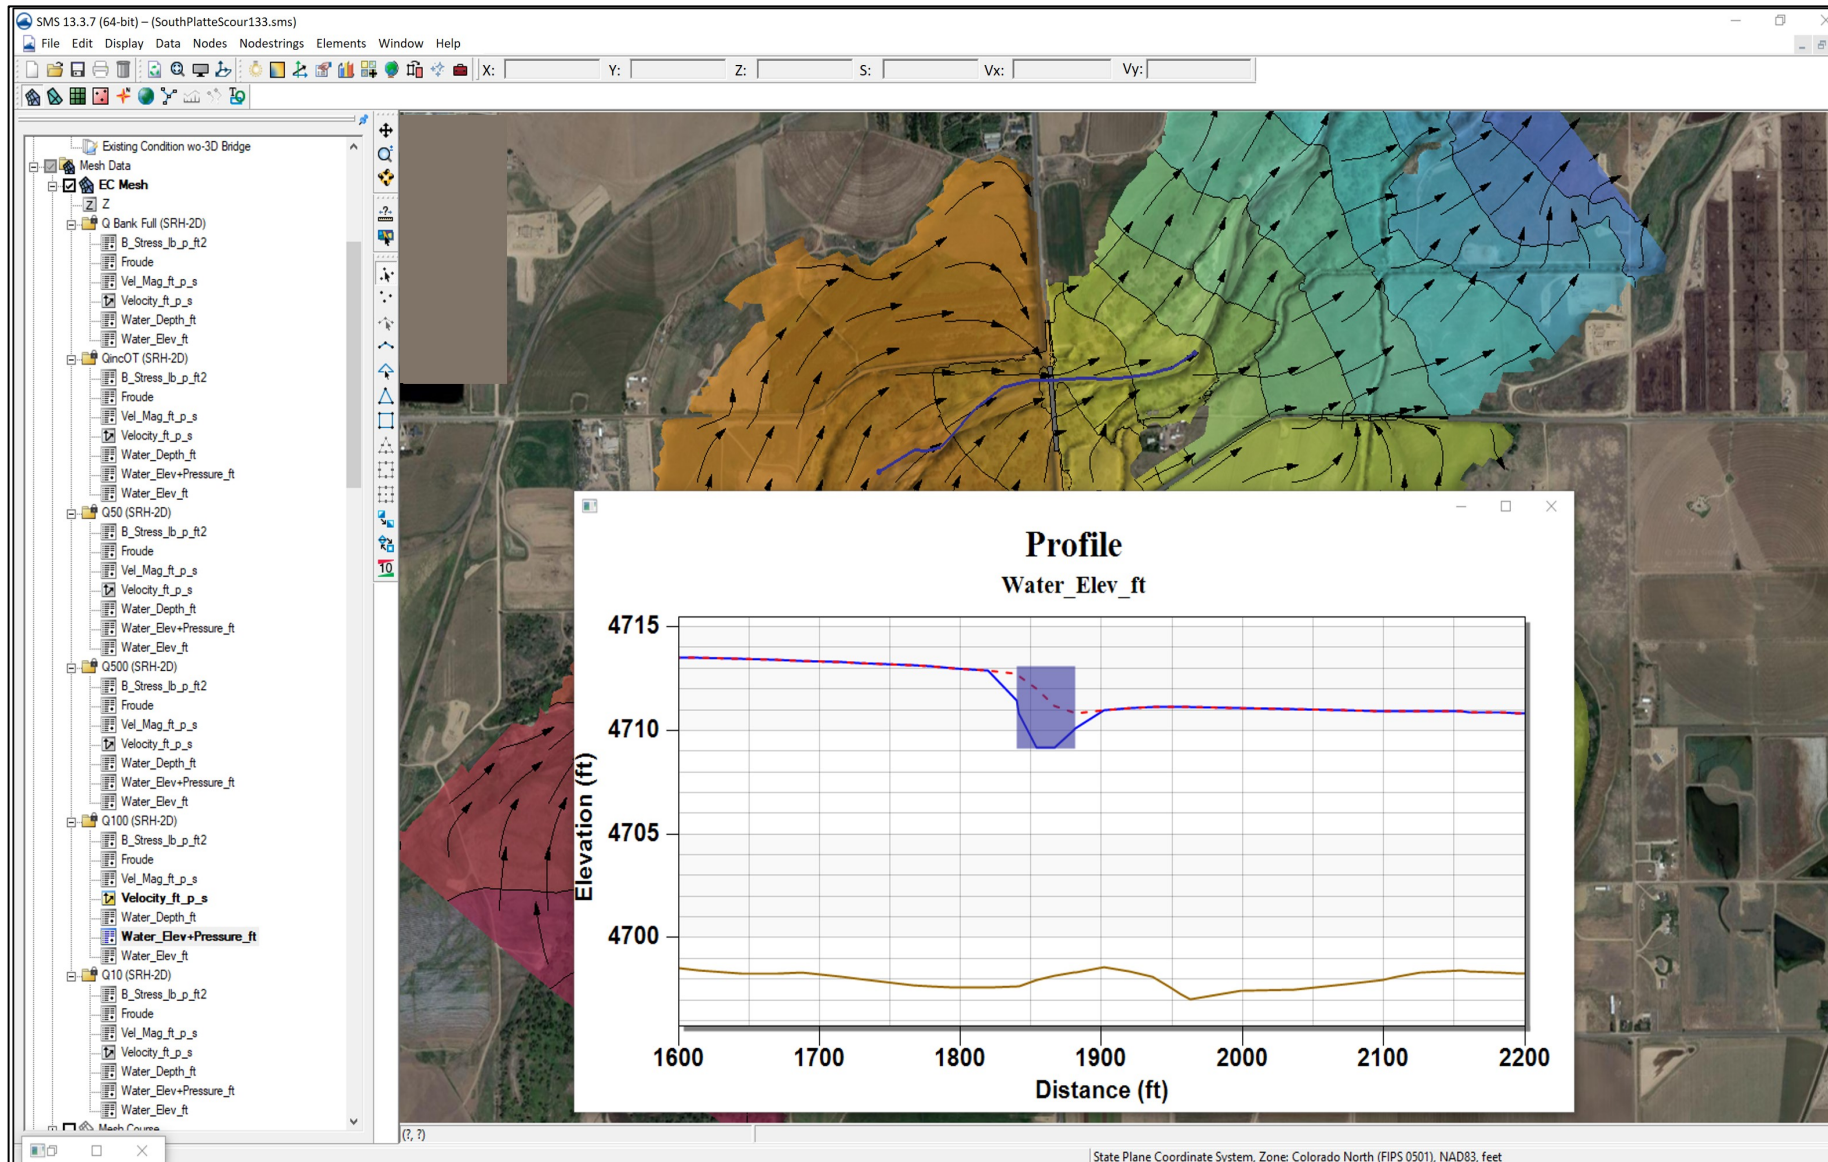 SMS 13.3.7 (64-bit) – (SouthPlatteScour133.sms)
File Edit Display Data Nodes Nodestrings Elements Window Help
X: Y: Z: S: Vx: Vy:
Existing Condition wo-3D Bridge
Mesh Data
EC Mesh
Z Z
Q Bank Full (SRH-2D)
B_Stress_lb_p_ft2
Froude
Vel_Mag_ft_p_s
Velocity_ft_p_s
Water_Depth_ft
Water_Elev_ft
QincOT (SRH-2D)
B_Stress_lb_p_ft2
Froude
Vel_Mag_ft_p_s
Velocity_ft_p_s
Water_Depth_ft
Water_Elev+Pressure_ft
Water_Elev_ft
Q50 (SRH-2D)
B_Stress_lb_p_ft2
Froude
Vel_Mag_ft_p_s
Velocity_ft_p_s
Water_Depth_ft
Water_Elev+Pressure_ft
Water_Elev_ft
Q500 (SRH-2D)
B_Stress_lb_p_ft2
Froude
Vel_Mag_ft_p_s
Velocity_ft_p_s
Water_Depth_ft
Water_Elev+Pressure_ft
Water_Elev_ft
Q100 (SRH-2D)
B_Stress_lb_p_ft2
Froude
Vel_Mag_ft_p_s
Velocity_ft_p_s
Water_Depth_ft
Water_Elev+Pressure_ft
Water_Elev_ft
Q10 (SRH-2D)
B_Stress_lb_p_ft2
Froude
Vel_Mag_ft_p_s
Velocity_ft_p_s
Water_Depth_ft
Water_Elev+Pressure_ft
Water_Elev_ft
Mesh Course
-?-
10
Profile
Water_Elev_ft
Elevation (ft)
4715
4710
4705
4700
1600 1700 1800 1900 2000 2100 2200
Distance (ft)
(?, ?)
State Plane Coordinate System, Zone: Colorado North (FIPS 0501), NAD83, feet